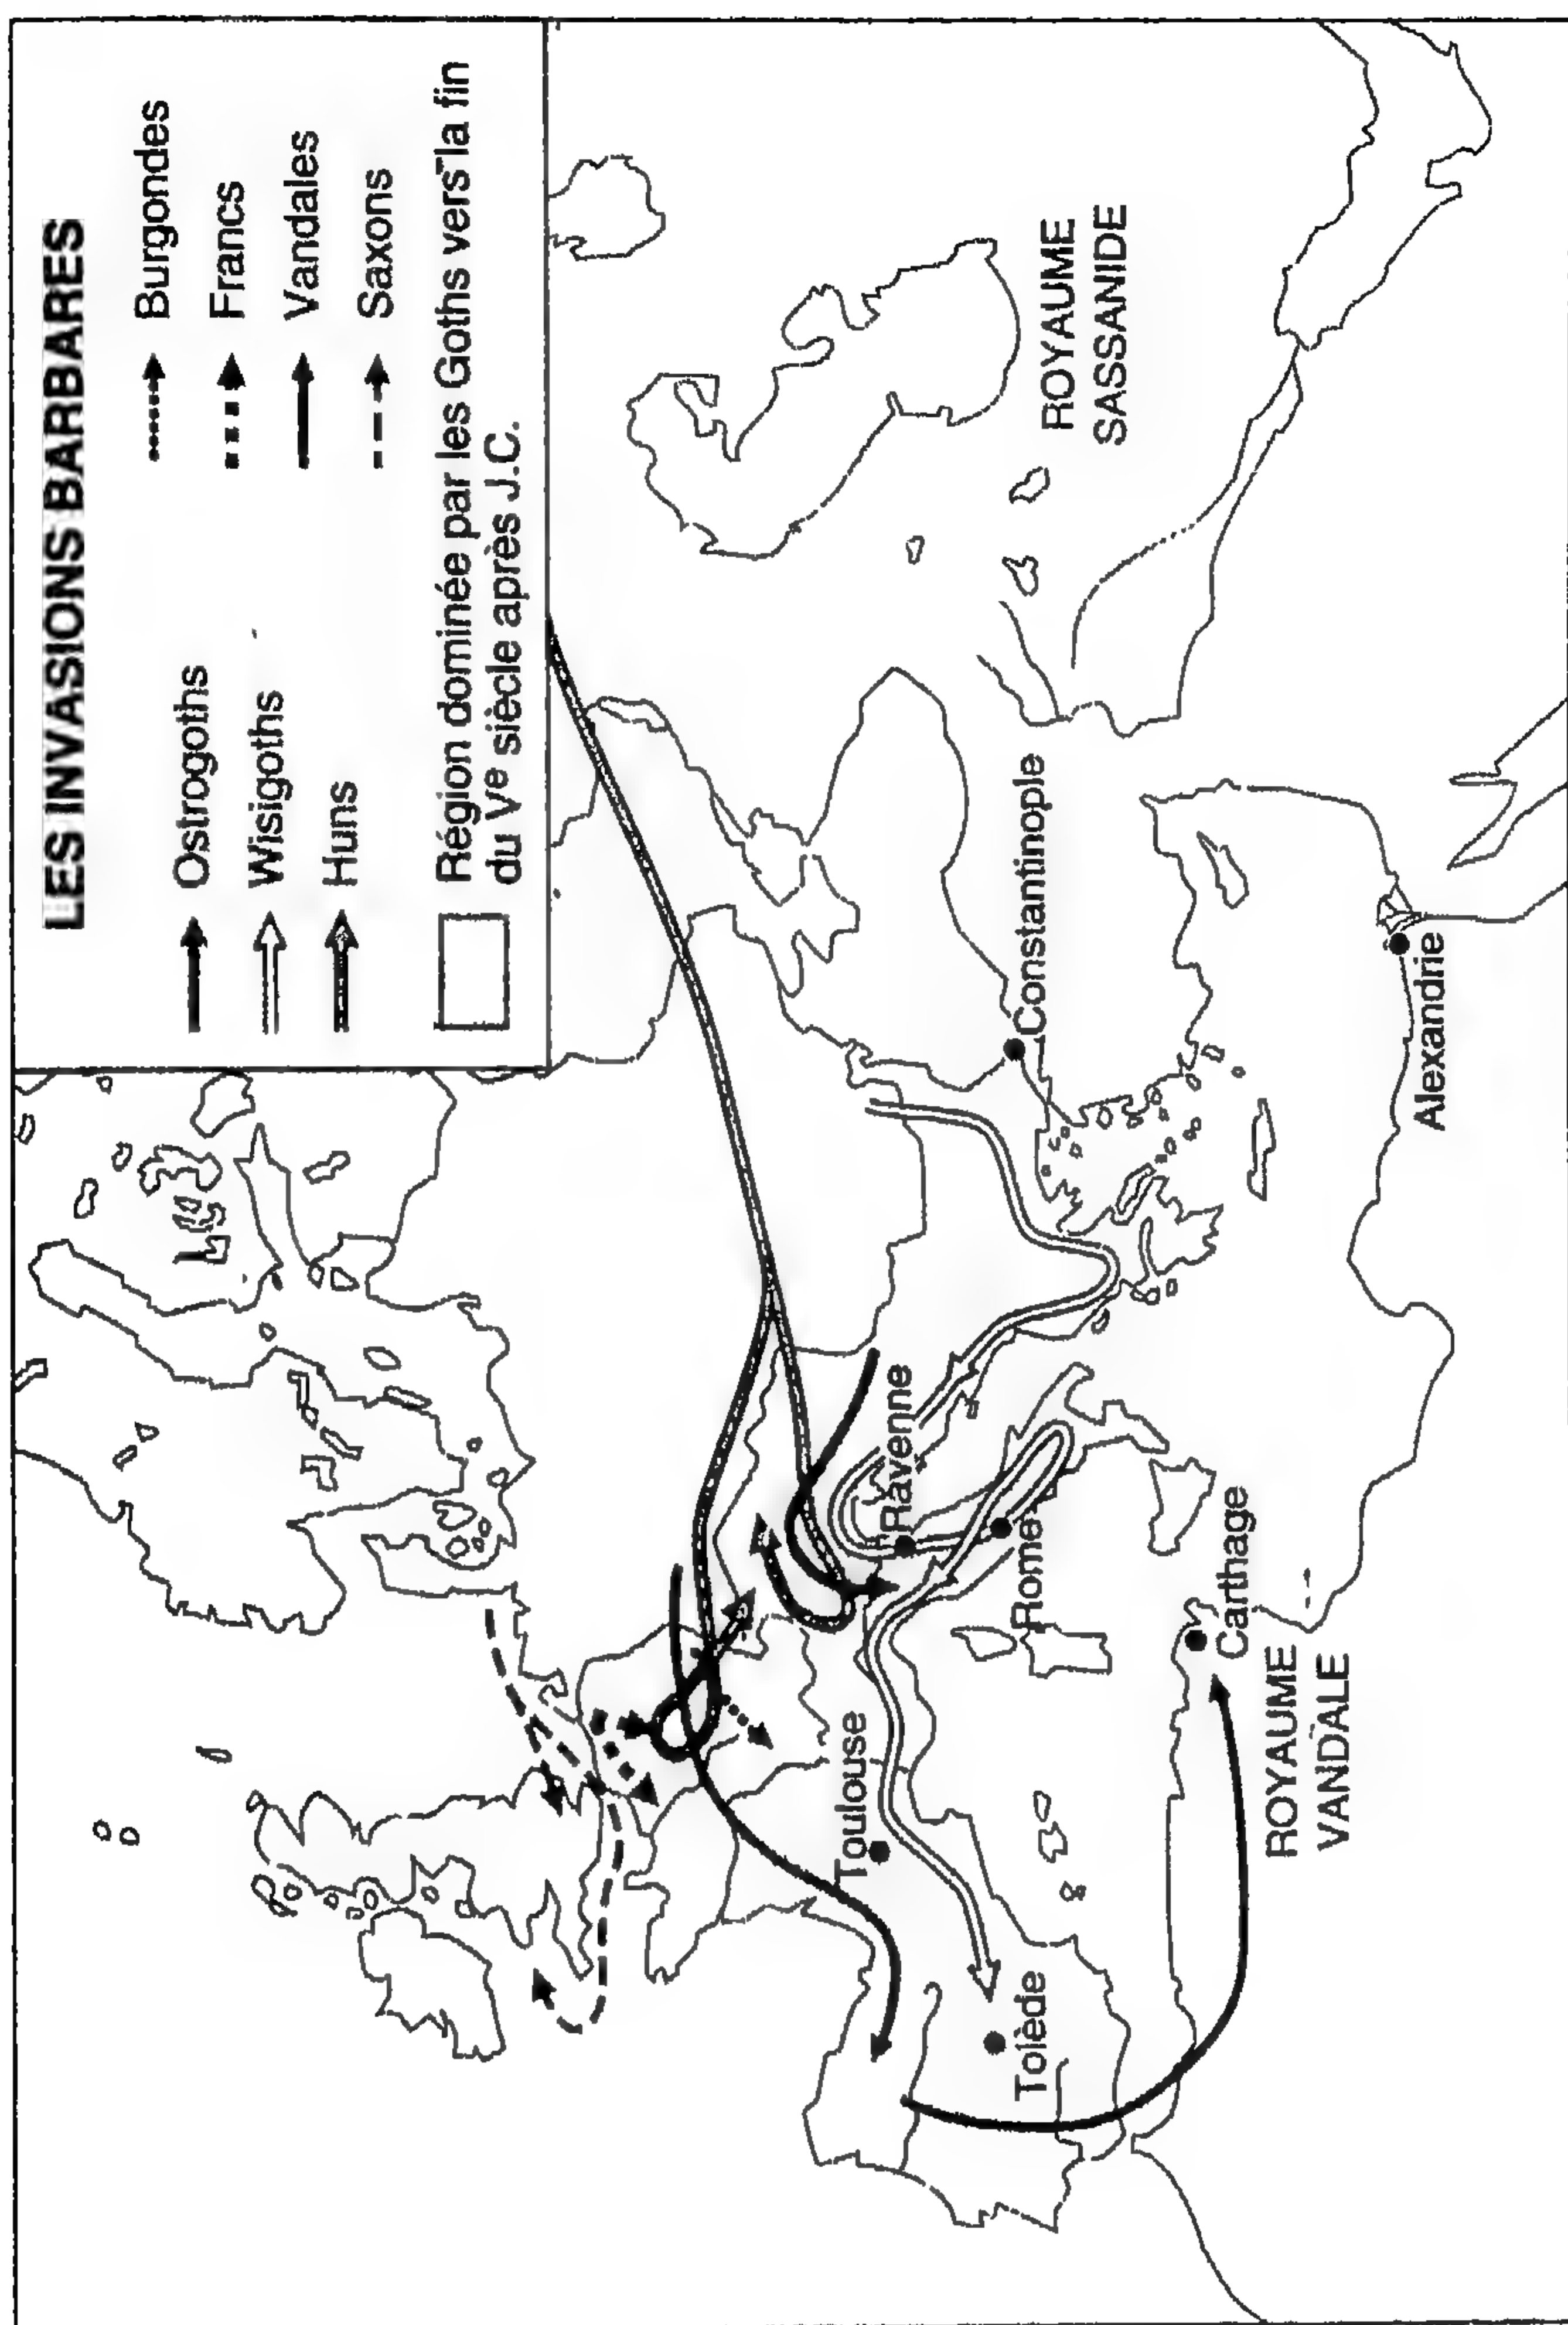 LES INVASIONS BARBARES
Ostrogoths
Wisigoths
Huns
Burgondes
Francs
Vandales
Saxons
Région dominée par les Goths vers la fin
du Ve siècle après J.C.
ROYAUME
SASSANIDE
Constantinople
Alexandrie
Ravenne
Rome
Carthage
ROYAUME
VANDALE
Toulouse
Tolède